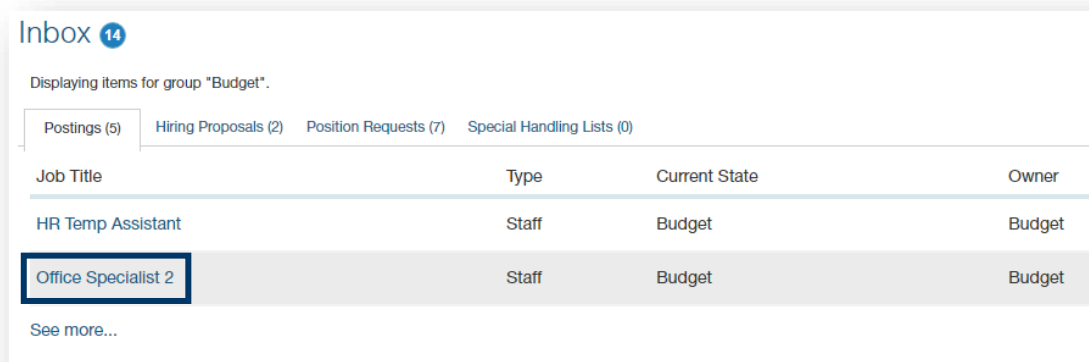 Inbox 14
Displaying items for group "Budget".
Postings (5) Hiring Proposals (2) Position Requests (7) Special Handling Lists (0)
Job Title Type Current State Owner
HR Temp Assistant Staff Budget Budget
Office Specialist 2 Staff Budget Budget
See more...